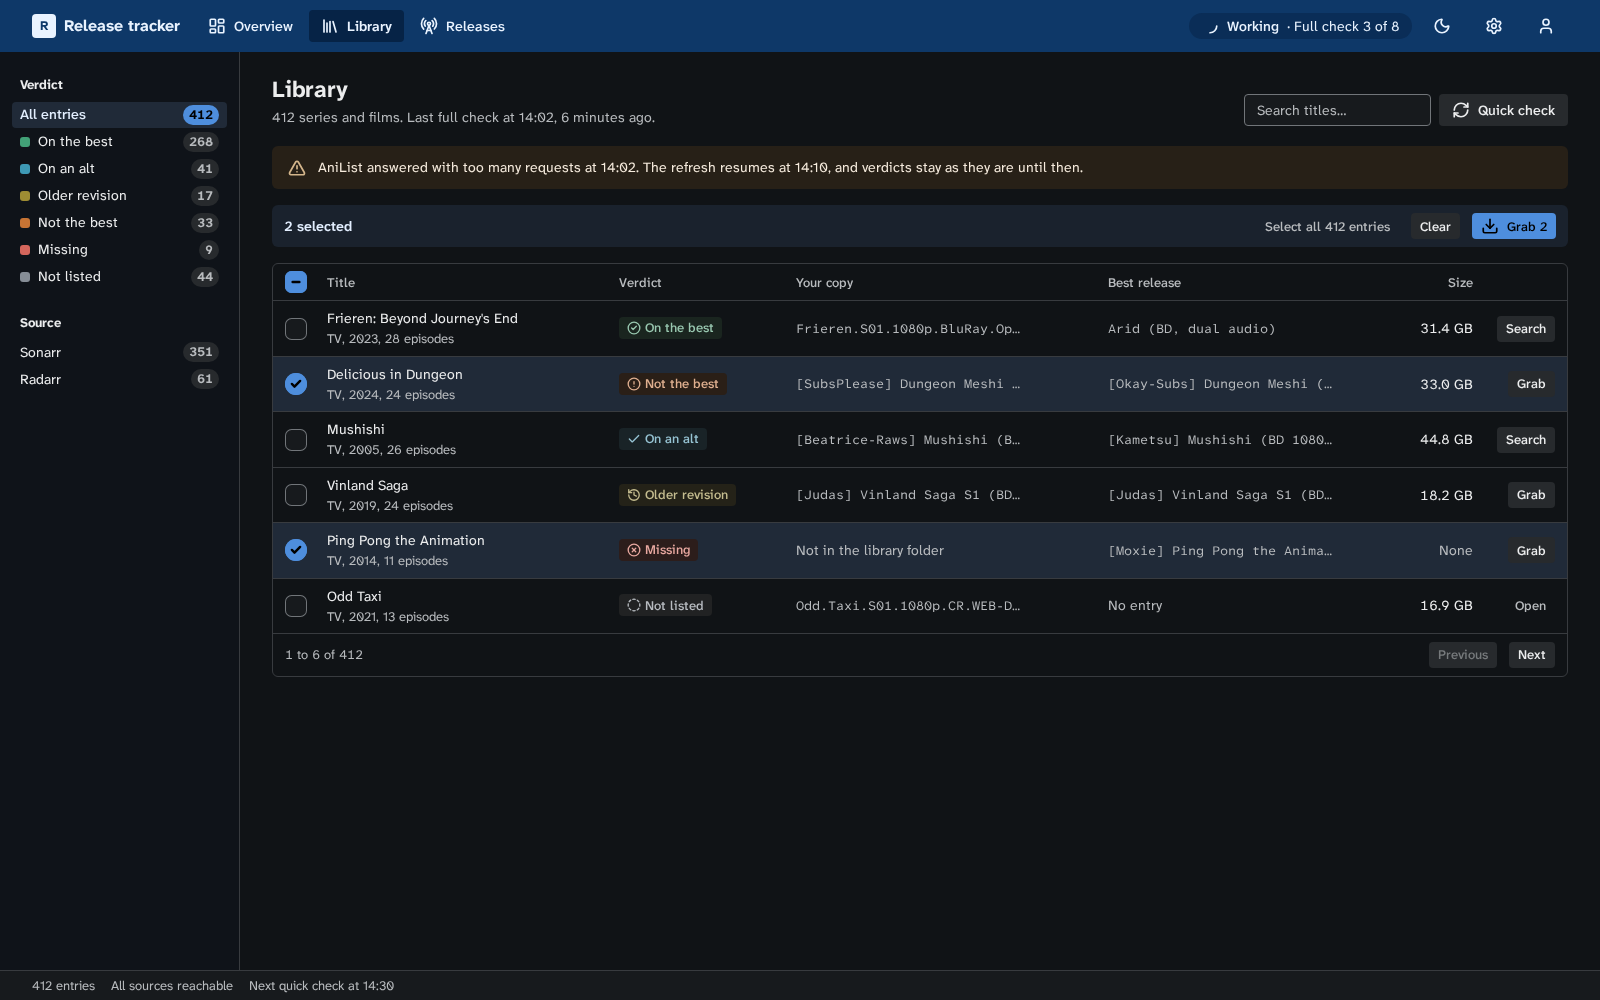 R Release tracker Overview Library Releases Working · Full check 3 of 8
Verdict
All entries 412
On the best 268
On an alt 41
Older revision 17
Not the best 33
Missing 9
Not listed 44
Source
Sonarr 351
Radarr 61
Library
412 series and films. Last full check at 14:02, 6 minutes ago.
Search titles... Quick check
AniList answered with too many requests at 14:02. The refresh resumes at 14:10, and verdicts stay as they are until then.
2 selected Select all 412 entries Clear Grab 2
Title Verdict Your copy Best release Size
Frieren: Beyond Journey's End
TV, 2023, 28 episodes
On the best Frieren.S01.1080p.BluRay.Op… Arid (BD, dual audio) 31.4 GB Search
Delicious in Dungeon
TV, 2024, 24 episodes
Not the best [SubsPlease] Dungeon Meshi … [Okay-Subs] Dungeon Meshi (… 33.0 GB Grab
Mushishi
TV, 2005, 26 episodes
On an alt [Beatrice-Raws] Mushishi (B… [Kametsu] Mushishi (BD 1080… 44.8 GB Search
Vinland Saga
TV, 2019, 24 episodes
Older revision [Judas] Vinland Saga S1 (BD… [Judas] Vinland Saga S1 (BD… 18.2 GB Grab
Ping Pong the Animation
TV, 2014, 11 episodes
Missing Not in the library folder [Moxie] Ping Pong the Anima… None Grab
Odd Taxi
TV, 2021, 13 episodes
Not listed Odd.Taxi.S01.1080p.CR.WEB-D… No entry 16.9 GB Open
1 to 6 of 412 Previous Next
412 entries All sources reachable Next quick check at 14:30